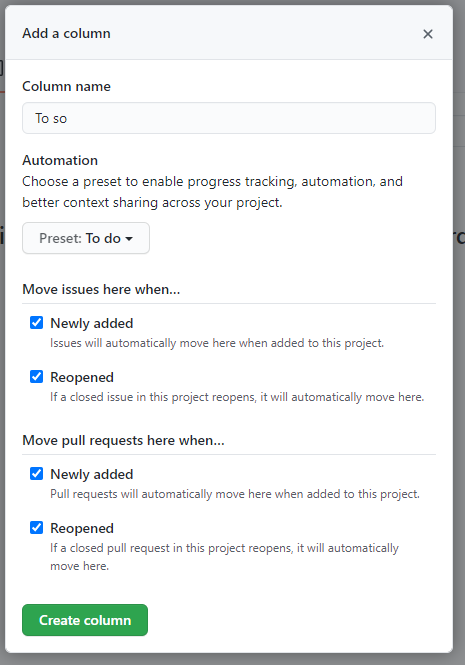 Add a column
Column name
To so
Automation
Choose a preset to enable progress tracking, automation, and
better context sharing across your project.
Preset: To do
Move issues here when...
Newly added
Issues will automatically move here when added to this project.
Reopened
If a closed issue in this project reopens, it will automatically move here.
Move pull requests here when...
Newly added
Pull requests will automatically move here when added to this project.
Reopened
If a closed pull request in this project reopens, it will automatically
move here.
Create column